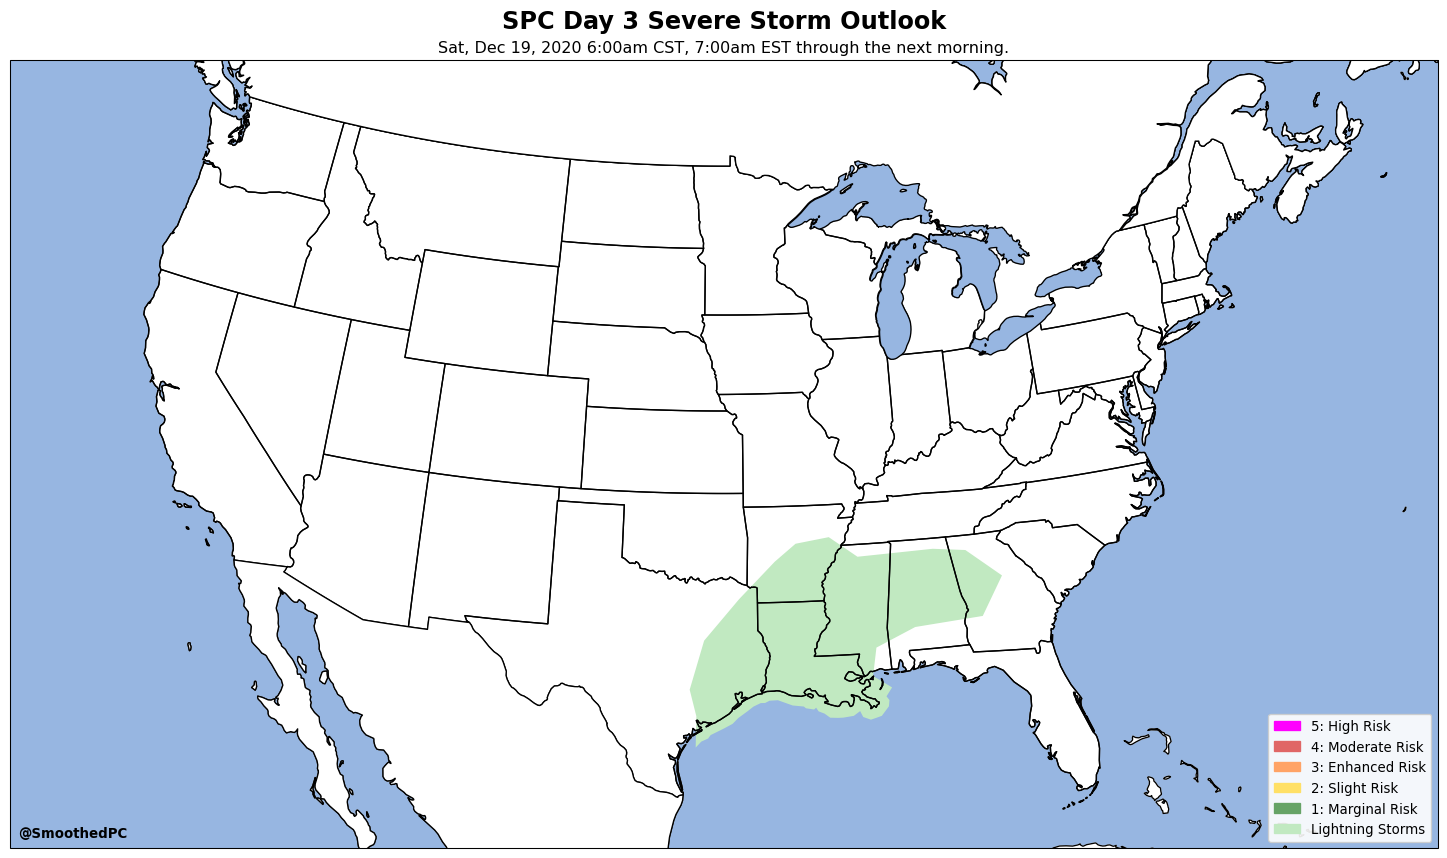 SPC Day 3 Severe Storm Outlook
Sat, Dec 19, 2020 6:00am CST, 7:00am EST through the next morning.
5: High Risk
4: Moderate Risk
3: Enhanced Risk
2: Slight Risk
1: Marginal Risk
Lightning Storms
@SmoothedPC